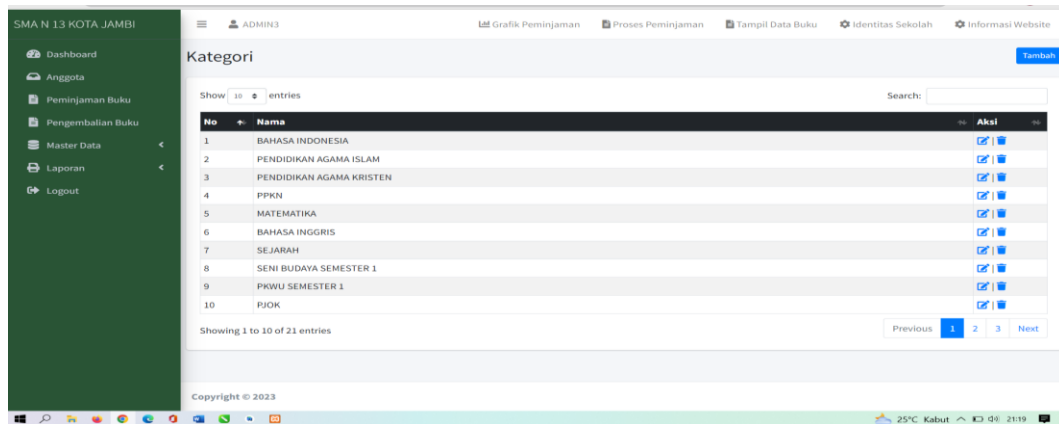 SMA N 13 KOTA JAMBI
ADMIN3
Grafik Peminjaman
Proses Peminjaman
Tampil Data Buku
Identitas Sekolah
Informasi Website
Dashboard
Anggota
Peminjaman Buku
Pengembalian Buku
Master Data
Laporan
Logout
Kategori
Tambah
Show 10 entries
Search:
No Nama Aksi
1 BAHASA INDONESIA
2 PENDIDIKAN AGAMA ISLAM
3 PENDIDIKAN AGAMA KRISTEN
4 PPKN
5 MATEMATIKA
6 BAHASA INGGRIS
7 SEJARAH
8 SENI BUDAYA SEMESTER 1
9 PKWU SEMESTER 1
10 PJOK
Showing 1 to 10 of 21 entries
Previous 1 2 3 Next
Copyright © 2023
25°C Kabut 21:19